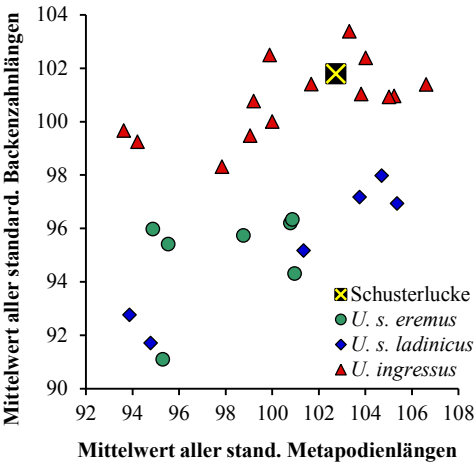 Mittelwert aller standard. Backenzahnlängen
104
102
100
98
96
94
92
90
Schusterlucke
U. s. eremus
U. s. ladinicus
U. ingressus
92 94 96 98 100 102 104 106 108
Mittelwert aller stand. Metapodienlängen